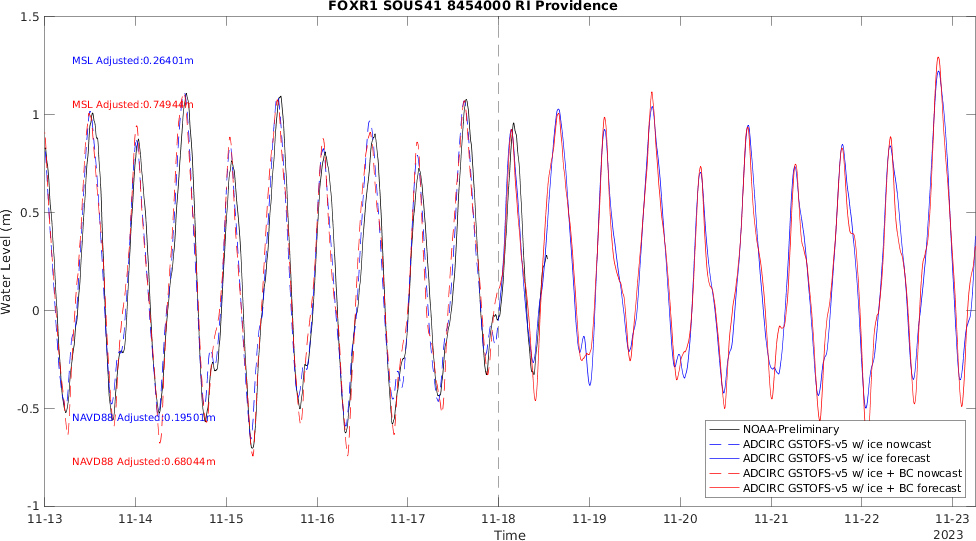 FOXR1 SOUS41 8454000 RI Providence
1.5
1
0.5
0
-0.5
-1
Water Level (m)
MSL Adjusted:0.26401m
MSL Adjusted:0.74944m
NAVD88 Adjusted:0.19501m
NAVD88 Adjusted:0.68044m
NOAA-Preliminary
ADCIRC GSTOFS-v5 w/ ice nowcast
ADCIRC GSTOFS-v5 w/ ice forecast
ADCIRC GSTOFS-v5 w/ ice + BC nowcast
ADCIRC GSTOFS-v5 w/ ice + BC forecast
11-13 11-14 11-15 11-16 11-17 11-18 11-19 11-20 11-21 11-22 11-23
Time
2023